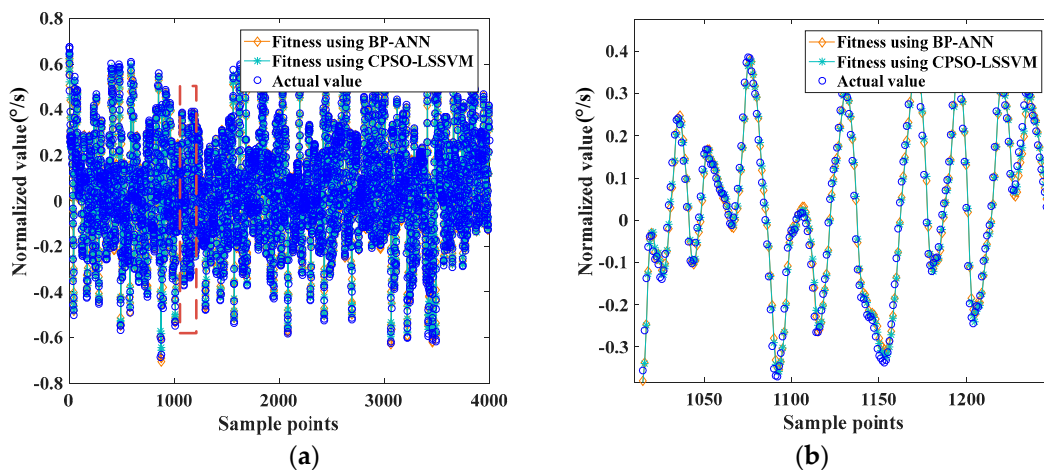 Fitness using BP-ANN
Fitness using CPSO-LSSVM
Actual value
Normalized value(°/s)
0.8
0.6
0.4
0.2
0
-0.2
-0.4
-0.6
-0.8
0 1000 2000 3000 4000
Sample points
(a)
Fitness using BP-ANN
Fitness using CPSO-LSSVM
Actual value
Normalized value(°/s)
0.4
0.3
0.2
0.1
0
-0.1
-0.2
-0.3
1050 1100 1150 1200
Sample points
(b)